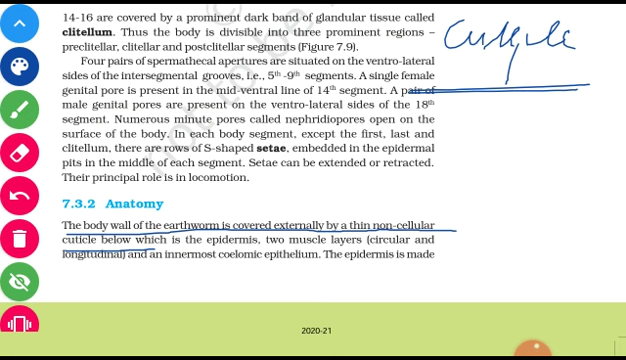 14-16 are covered by a prominent dark band of glandular tissue called
clitellum. Thus the body is divisible into three prominent regions –
preclitellar, clitellar and postclitellar segments (Figure 7.9).
Four pairs of spermathecal apertures are situated on the ventro-lateral
sides of the intersegmental grooves, i.e., 5th -9th segments. A single female
genital pore is present in the mid-ventral line of 14th segment. A pair of
male genital pores are present on the ventro-lateral sides of the 18th
segment. Numerous minute pores called nephridiopores open on the
surface of the body. In each body segment, except the first, last and
clitellum, there are rows of S-shaped setae, embedded in the epidermal
pits in the middle of each segment. Setae can be extended or retracted.
Their principal role is in locomotion.
7.3.2 Anatomy
The body wall of the earthworm is covered externally by a thin non-cellular
cuticle below which is the epidermis, two muscle layers (circular and
longitudinal) and an innermost coelomic epithelium. The epidermis is made
2020-21